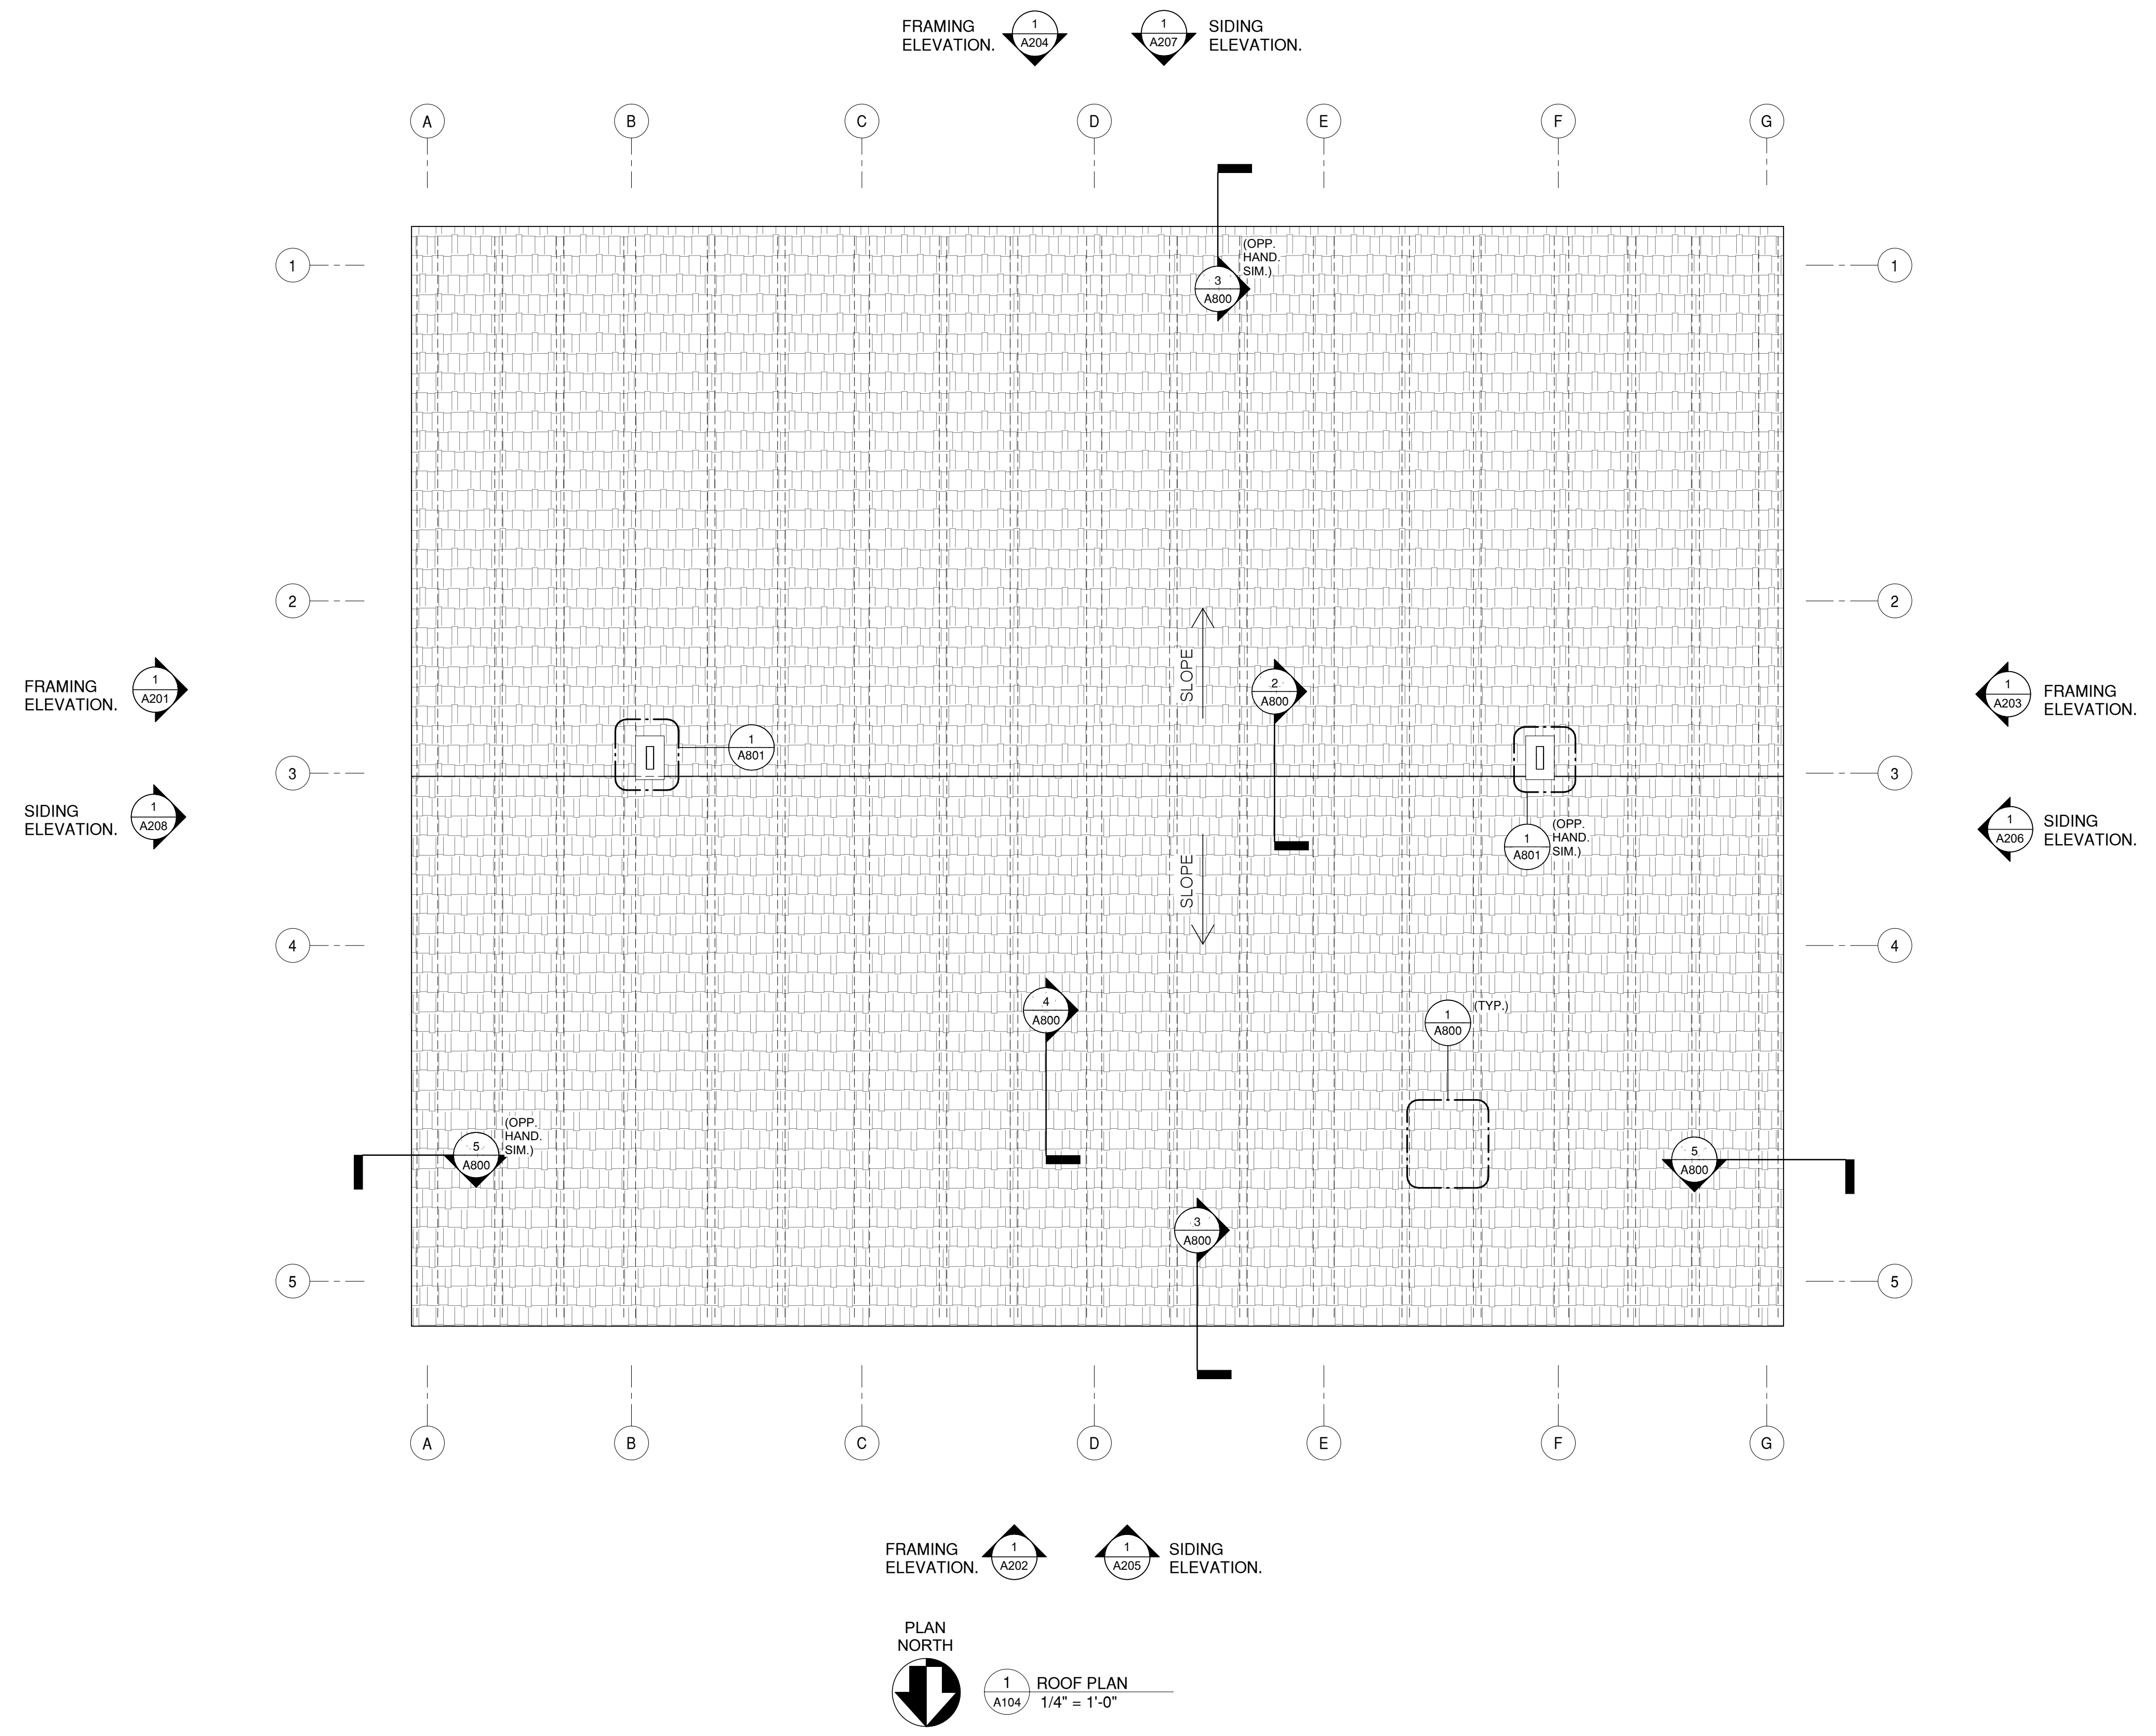 FRAMING
ELEVATION.
1
A204
1
A207
SIDING
ELEVATION.
A
B
C
D
E
F
G
1
(OPP.
HAND.
SIM.)
3
A800
1
2
2
SLOPE
FRAMING
ELEVATION.
1
A201
2
A800
1
A203
FRAMING
ELEVATION.
1
A801
3
3
SIDING
ELEVATION.
1
A208
1
A801
(OPP.
HAND.
SIM.)
1
A206
SIDING
ELEVATION.
SLOPE
4
4
4
A800
1
A800
(TYP.)
5
A800
(OPP.
HAND.
SIM.)
5
A800
3
A800
5
5
A
B
C
D
E
F
G
FRAMING
ELEVATION.
1
A202
1
A205
SIDING
ELEVATION.
PLAN
NORTH
1
A104
ROOF PLAN
1/4" = 1'-0"